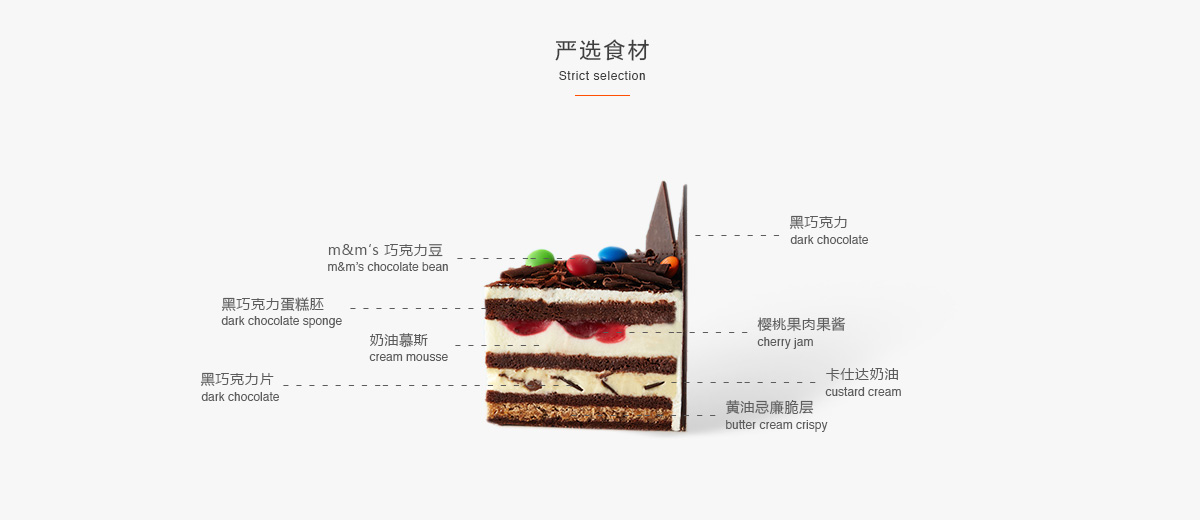 严选食材
Strict selection
黑巧克力
dark chocolate
m&m's 巧克力豆
m&m's chocolate bean
黑巧克力蛋糕胚
dark chocolate sponge
樱桃果肉果酱
cherry jam
奶油慕斯
cream mousse
黑巧克力片
dark chocolate
卡仕达奶油
custard cream
黄油忌廉脆层
butter cream crispy